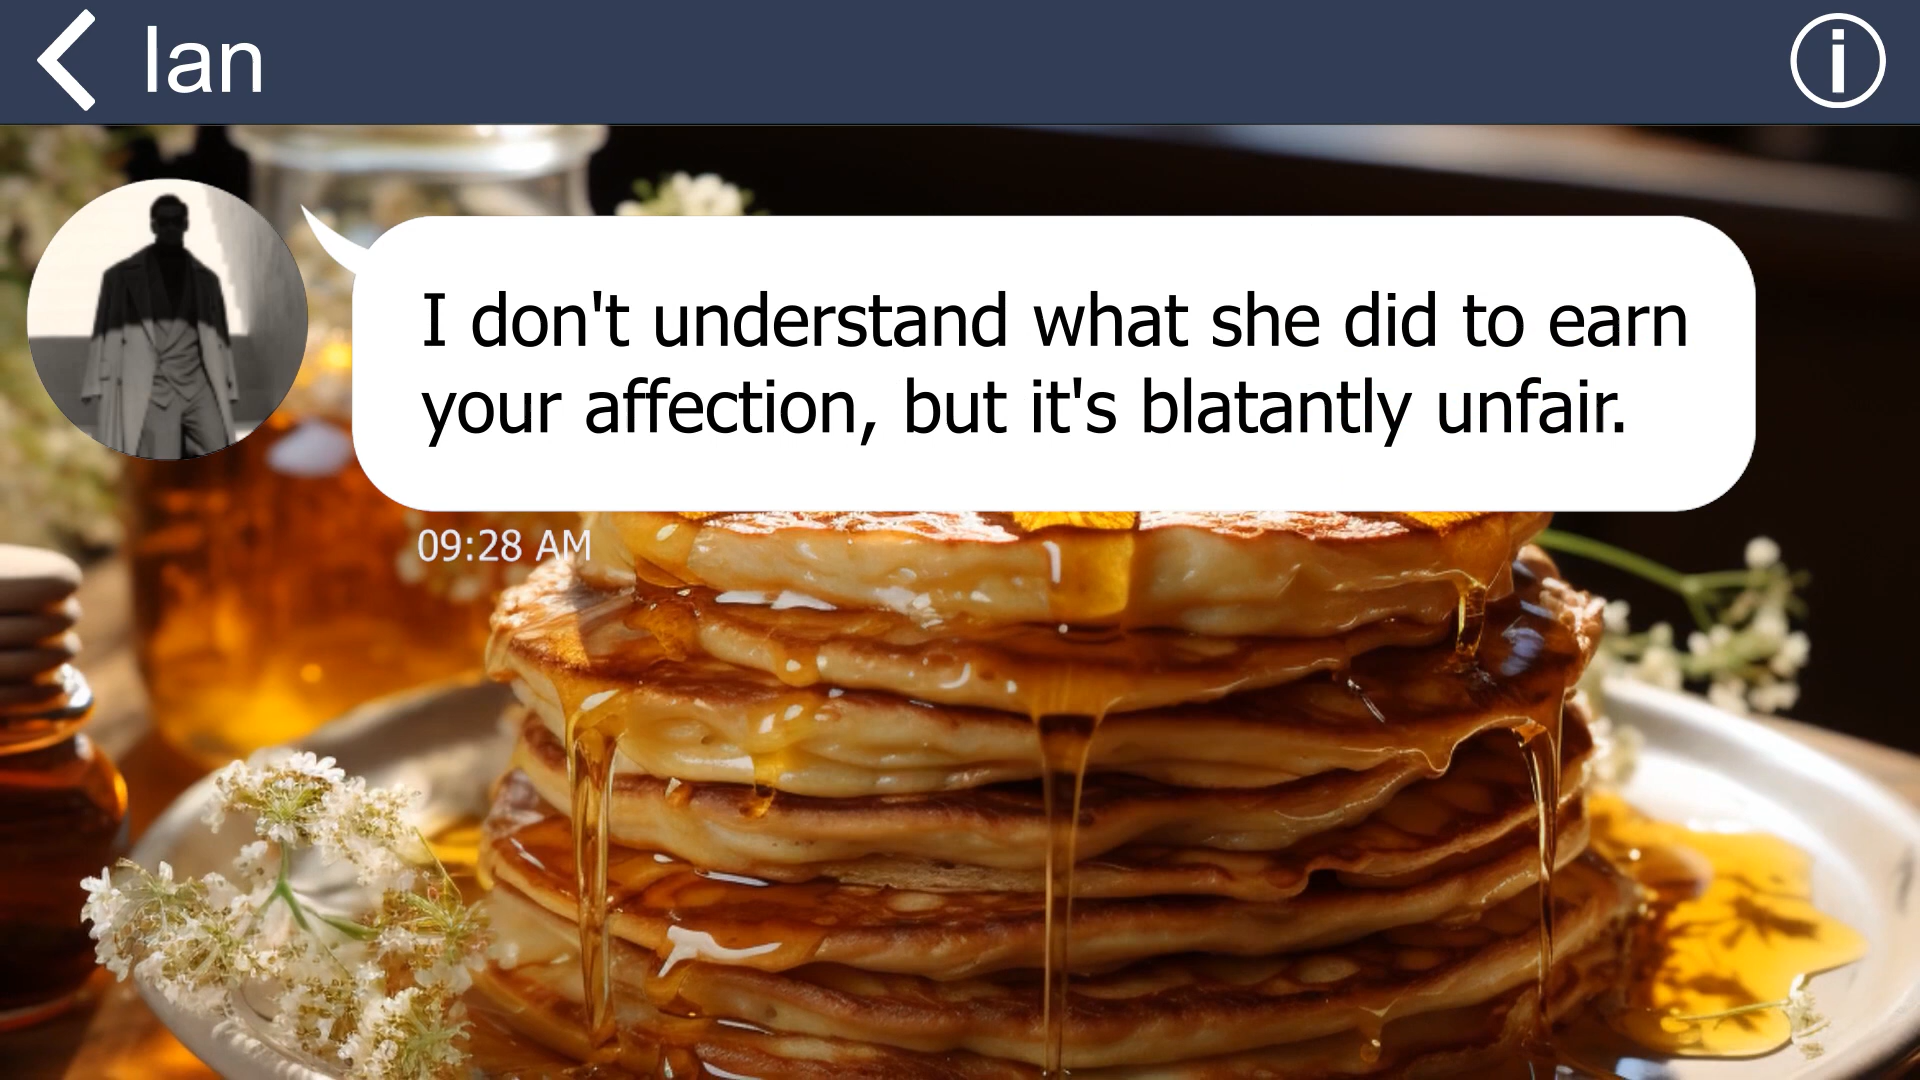 Ian
I don't understand what she did to earn
your affection, but it's blatantly unfair.
09:28 AM